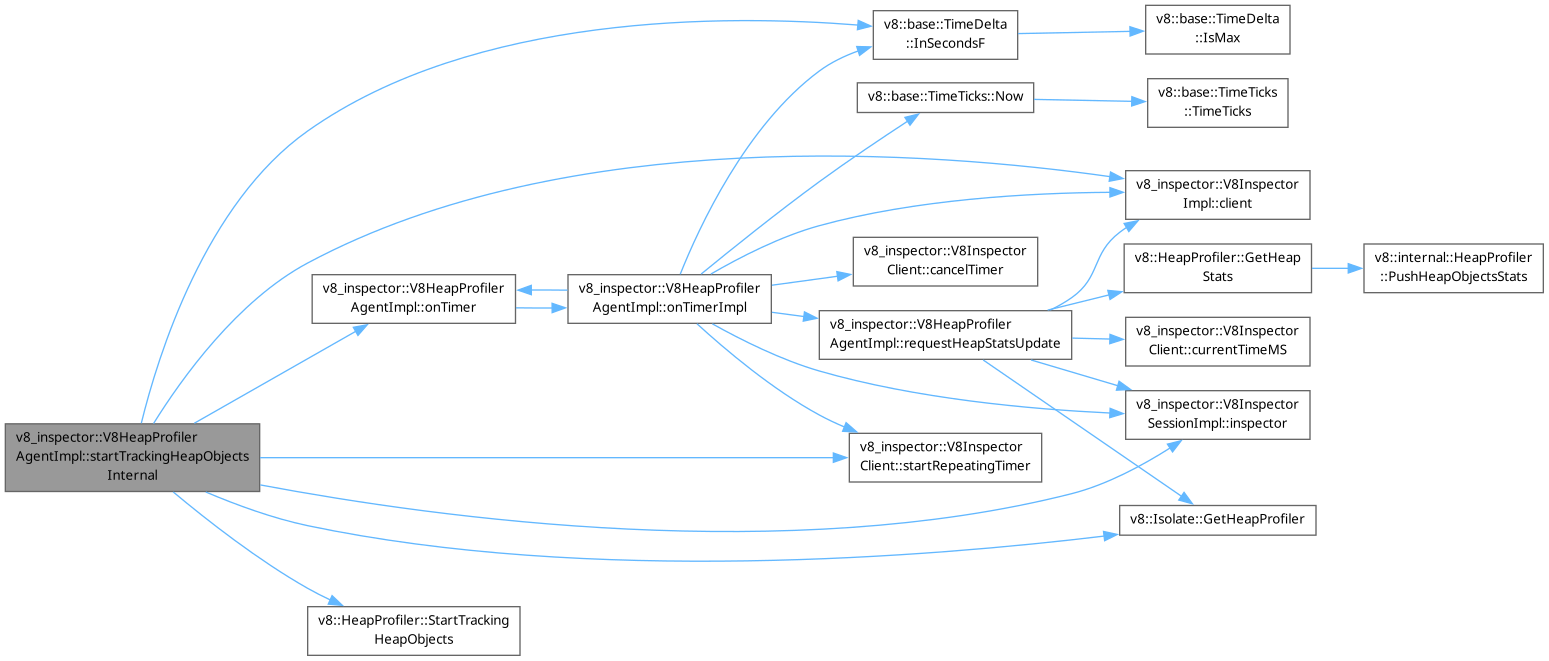 v8::base::TimeDelta
::InSecondsF
v8::base::TimeDelta
::IsMax
v8::base::TimeTicks::Now
v8::base::TimeTicks
::TimeTicks
v8_inspector::V8Inspector
Impl::client
v8_inspector::V8Inspector
Client::cancelTimer
v8::HeapProfiler::GetHeap
Stats
v8::internal::HeapProfiler
::PushHeapObjectsStats
v8_inspector::V8HeapProfiler
AgentImpl::onTimer
v8_inspector::V8HeapProfiler
AgentImpl::onTimerImpl
v8_inspector::V8HeapProfiler
AgentImpl::requestHeapStatsUpdate
v8_inspector::V8Inspector
Client::currentTimeMS
v8_inspector::V8Inspector
SessionImpl::inspector
v8_inspector::V8HeapProfiler
AgentImpl::startTrackingHeapObjects
Internal
v8_inspector::V8Inspector
Client::startRepeatingTimer
v8::Isolate::GetHeapProfiler
v8::HeapProfiler::StartTracking
HeapObjects